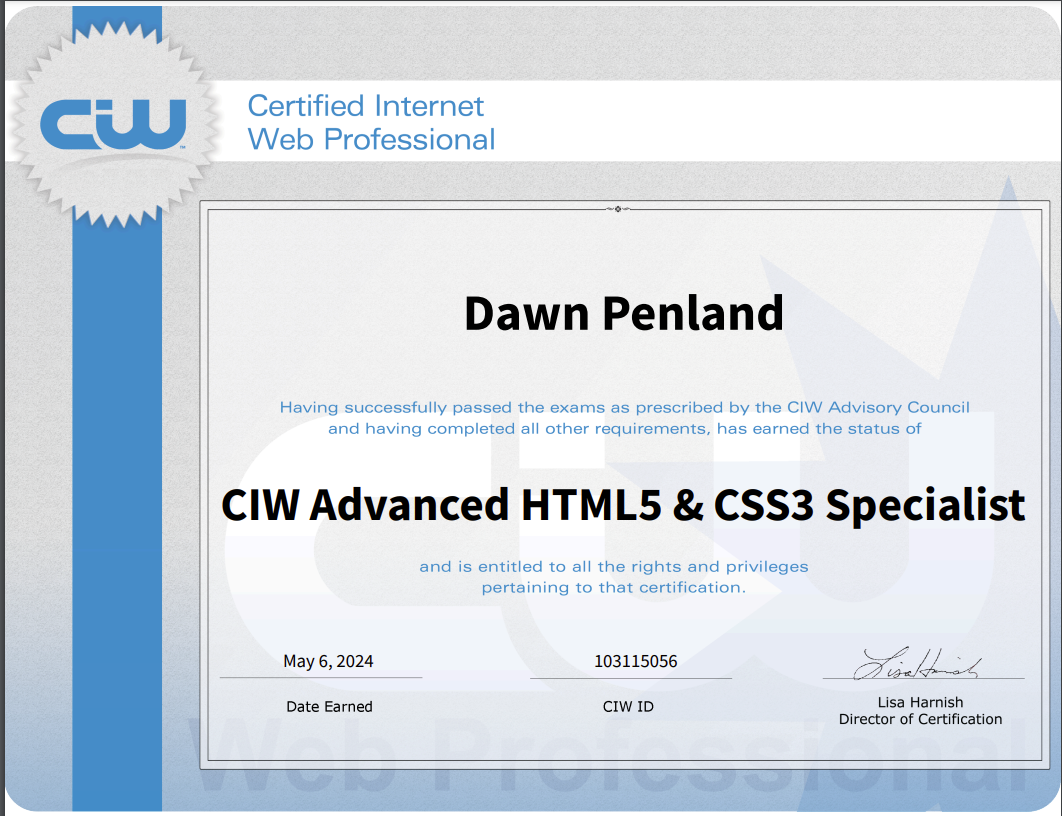 CIW
Certified Internet
Web Professional
Dawn Penland
Having successfully passed the exams as prescribed by the CIW Advisory Council
and having completed all other requirements, has earned the status of
CIW Advanced HTML5 & CSS3 Specialist
and is entitled to all the rights and privileges
pertaining to that certification.
May 6, 2024
103115056
Lisa Harnish
Date Earned
CIW ID
Lisa Harnish
Director of Certification
Web Professional